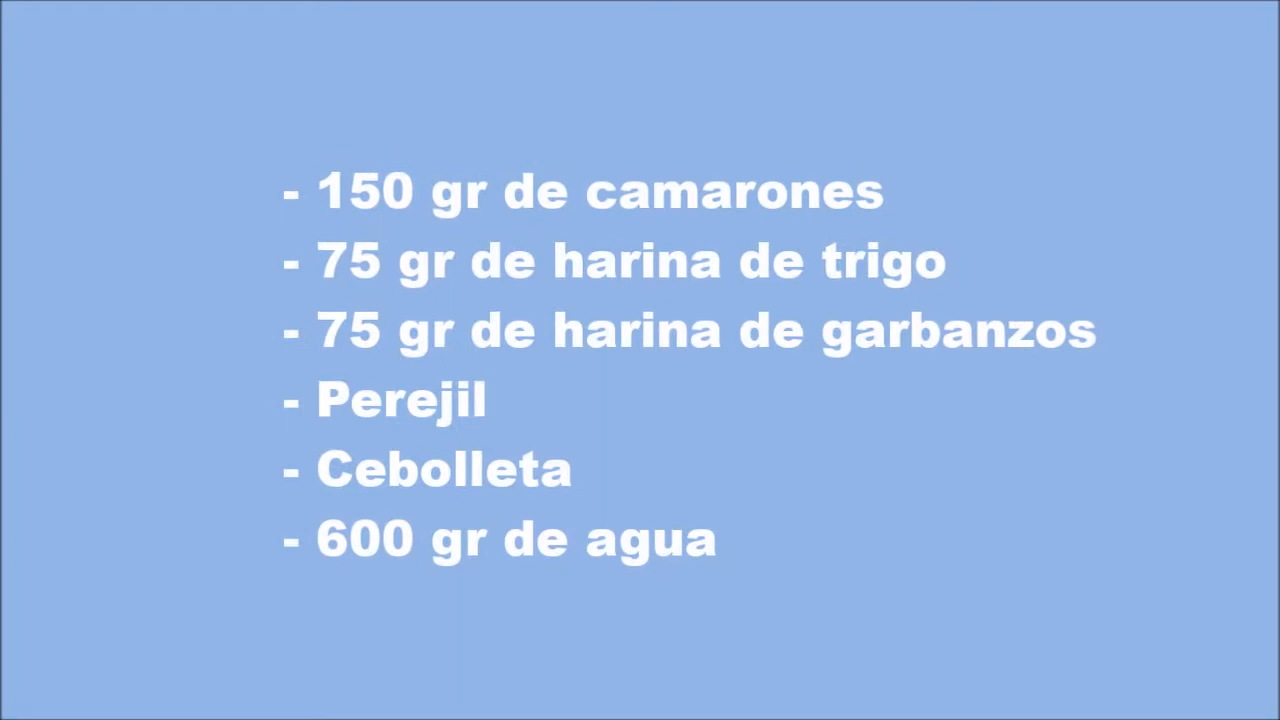 - 150 gr de camarones
- 75 gr de harina de trigo
- 75 gr de harina de garbanzos
- Perejil
- Cebolleta
- 600 gr de agua